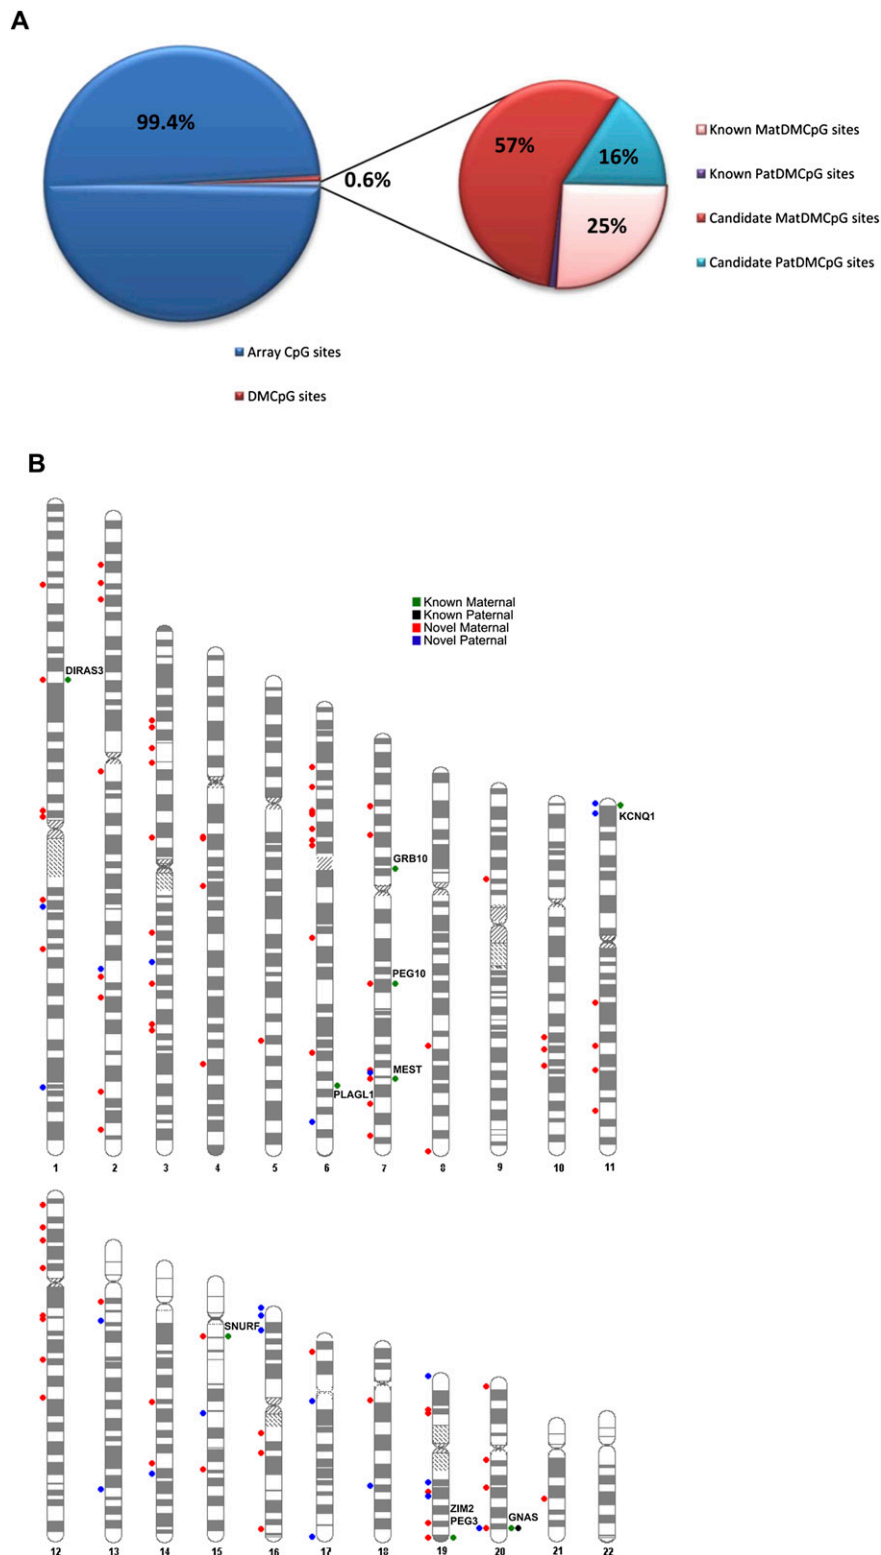 A
99.4%
0.6%
57%
16%
25%
Known MatDMCpG sites
Known PatDMCpG sites
Candidate MatDMCpG sites
Candidate PatDMCpG sites
Array CpG sites
DMCpG sites
B
Known Maternal
Known Paternal
Novel Maternal
Novel Paternal
DIRAS3
KCNQ1
GRB10
PEG10
MEST
PLAGL1
1 2 3 4 5 6 7 8 9 10 11
SNURF
ZIM2
PEG3
GNAS
12 13 14 15 16 17 18 19 20 21 22